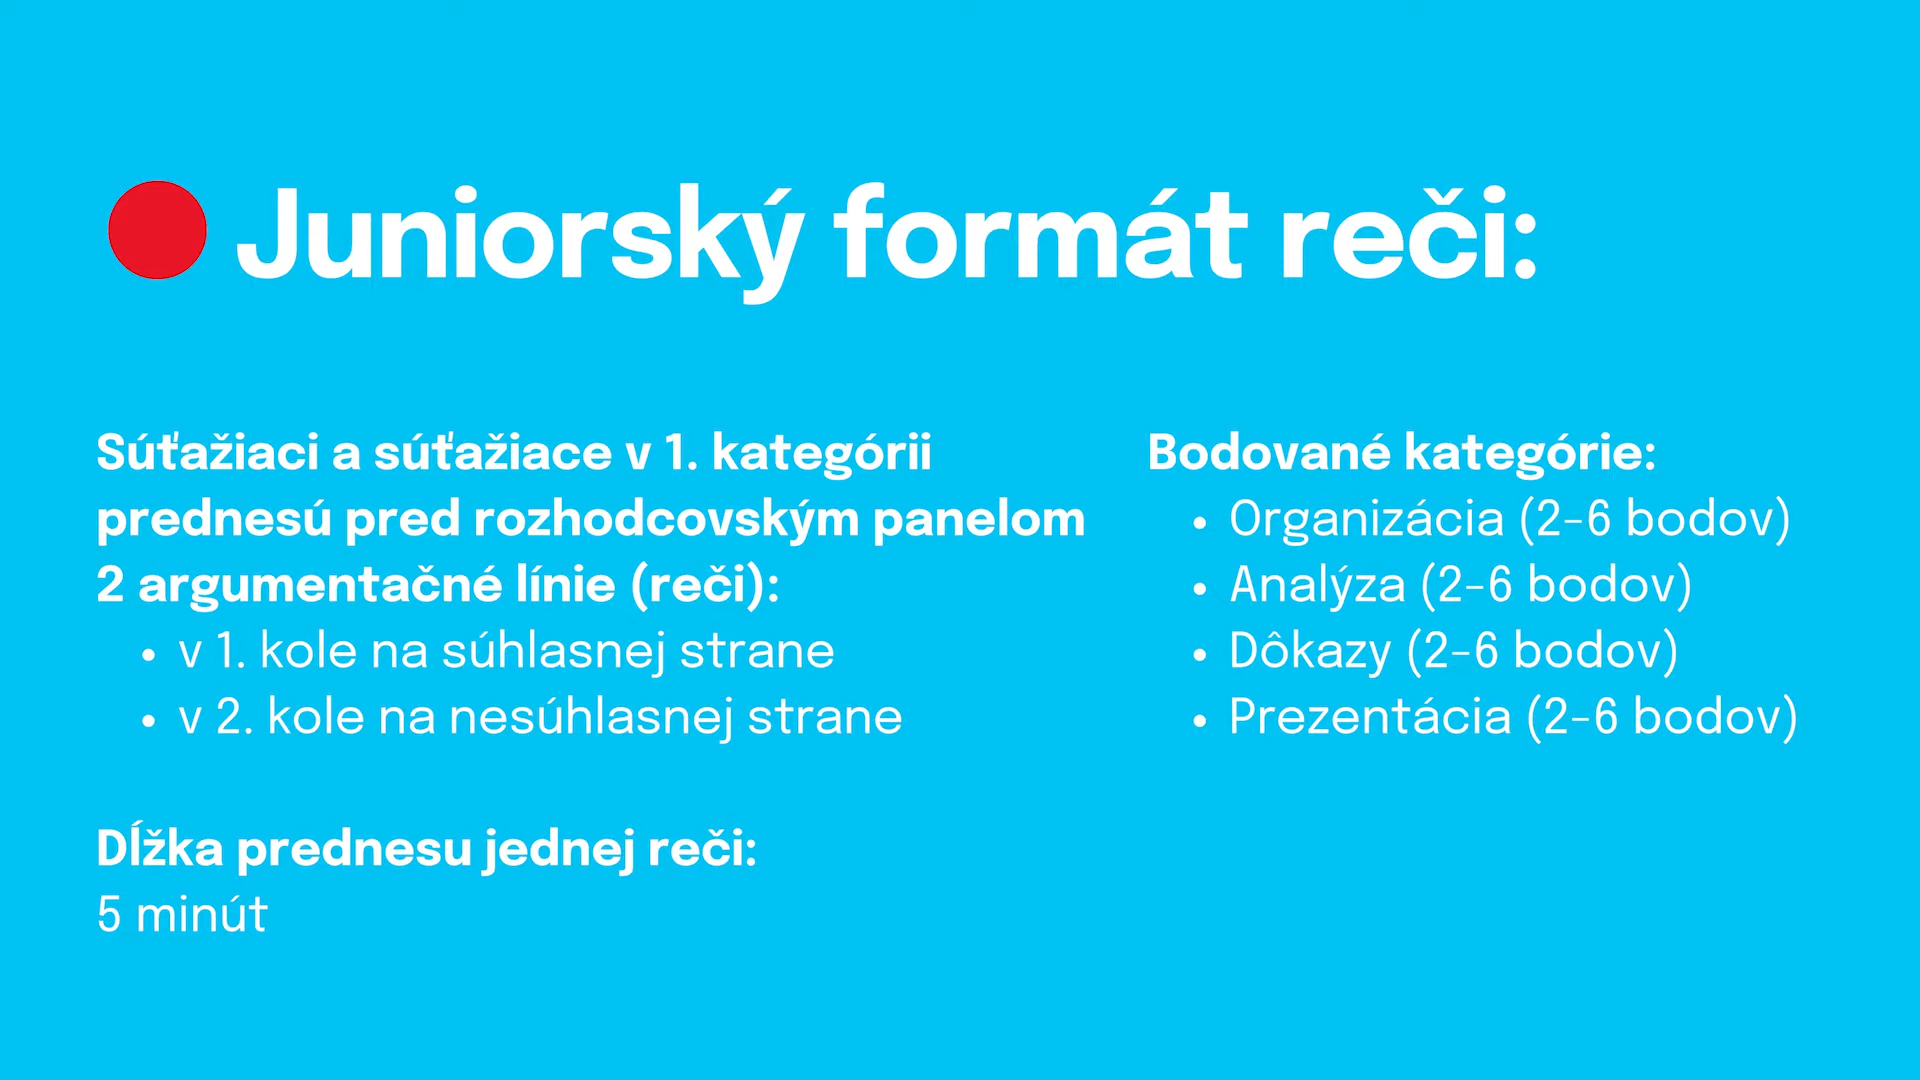 Juniorský formát reči:
Súťažiaci a súťažiace v 1. kategórii
prednesú pred rozhodcovským panelom
2 argumentačné línie (reči):
• v 1. kole na súhlasnej strane
• v 2. kole na nesúhlasnej strane
Dĺžka prednesu jednej reči:
5 minút
Bodované kategórie:
• Organizácia (2-6 bodov)
• Analýza (2-6 bodov)
• Dôkazy (2-6 bodov)
• Prezentácia (2-6 bodov)